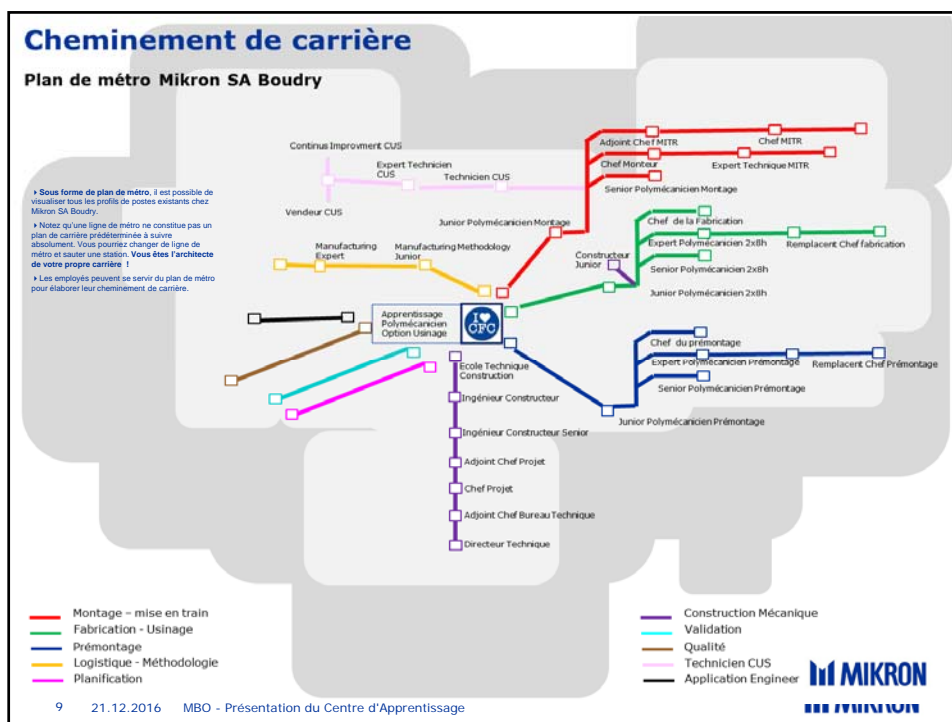 Cheminement de carrière
Plan de métro Mikron SA Boudry
Sous forme de plan de métro, il est possible de
visualiser tous les profils de postes existants chez
Mikron SA Boudry.
Notez qu'une ligne de métro ne constitue pas un
plan de carrière prédéterminée à suivre
absolument. Vous pourriez changer de ligne de
métro et sauter une station. Vous êtes l'architecte
de votre propre carrière !
Les employés peuvent se servir du plan de métro
pour élaborer leur cheminement de carrière.
Continus Improvment CUS
Expert Technicien
CUS
Technicien CUS
Vendeur CUS
Adjoint Chef MITR
Chef MITR
Chef Monteur
Expert Technique MITR
Senior Polymécanicien Montage
Junior Polymécanicien Montage
Manufacturing
Expert
Manufacturing Methodology
Junior
Constructeur
Junior
Chef de la Fabrication
Expert Polymécanicien 2x8h
Remplacent Chef fabrication
Senior Polymécanicien 2x8h
Junior Polymécanicien 2x8h
Apprentissage
Polymécanicien
Option Usinage
I
CFC
Chef du prémontage
Expert Polymécanicien Prémontage
Remplacent Chef Prémontage
Senior Polymécanicien Prémontage
Junior Polymécanicien Prémontage
Ecole Technique
Construction
Ingénieur Constructeur
Ingénieur Constructeur Senior
Adjoint Chef Projet
Chef Projet
Adjoint Chef Bureau Technique
Directeur Technique
Montage – mise en train
Fabrication - Usinage
Prémontage
Logistique - Méthodologie
Planification
Construction Mécanique
Validation
Qualité
Technicien CUS
Application Engineer
MIKRON
MIKRON
9 21.12.2016 MBO - Présentation du Centre d'Apprentissage